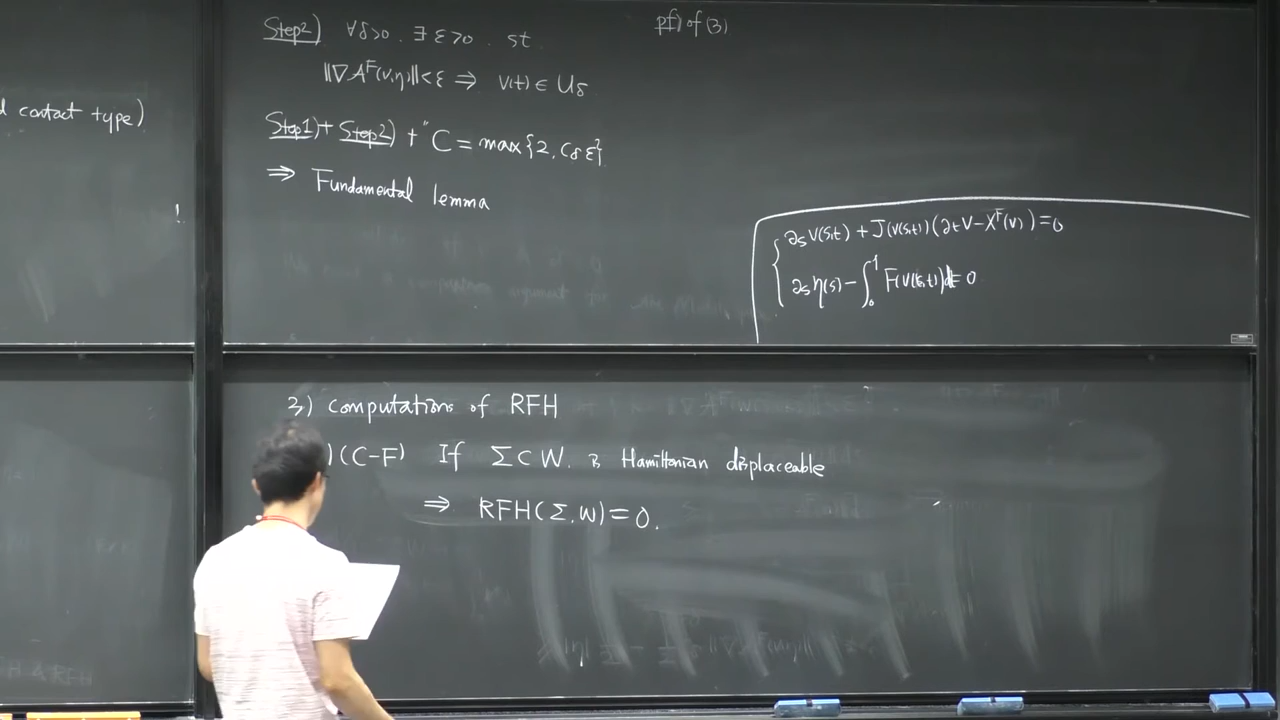 d contact type)
!
Step2) ∀δ>0. ∃ε>0. st
||∇A^F(v,η)||<ε ⇒ v(t) ∈ U_δ
Step1)+ Step2) + "C = max{2, C_δ ε^2}
⇒ Fundamental lemma
pf) of (3)
∂_s V(s,t) + J(V(s,t))(∂_t V − X^F(V)) = 0
∂_s η(s) − ∫_0^1 F(V(s,t))dt = 0
3) computations of RFH
)(C-F) If Σ⊂W. is Hamiltonian displaceable
⇒ RFH(Σ,W) = 0.